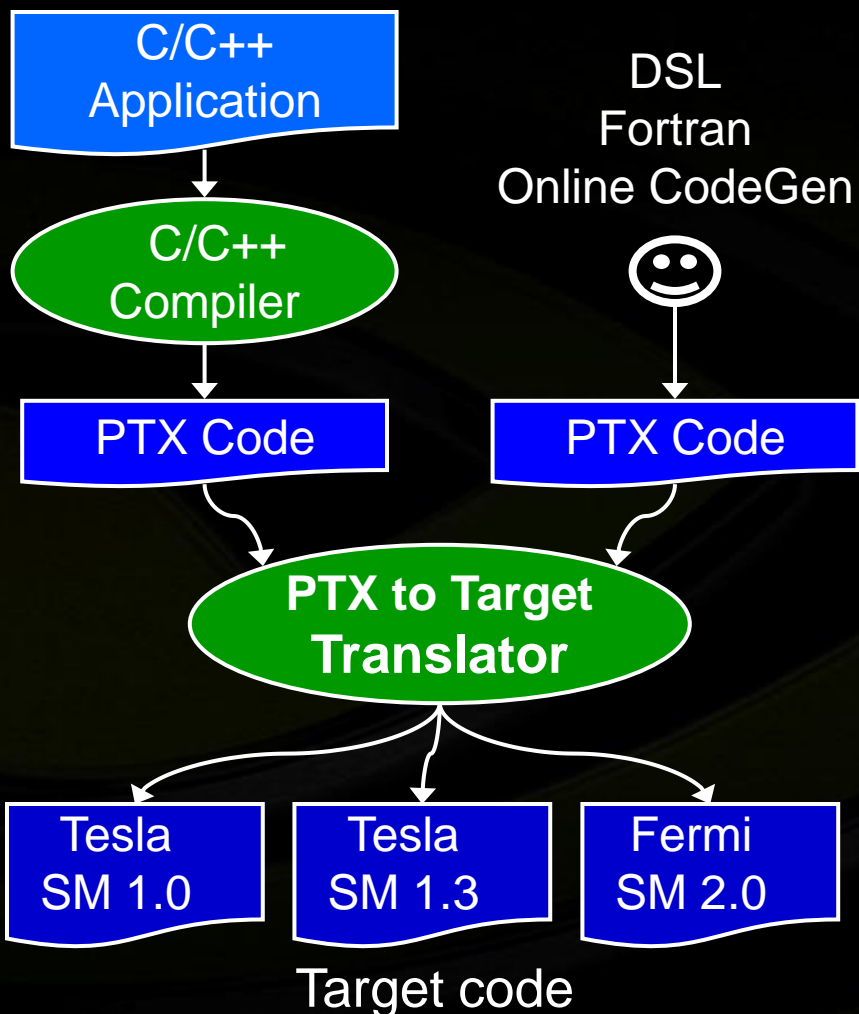 C/C++
Application
DSL
Fortran
Online CodeGen
C/C++
Compiler
PTX Code
PTX Code
PTX to Target
Translator
Tesla
SM 1.0
Tesla
SM 1.3
Fermi
SM 2.0
Target code